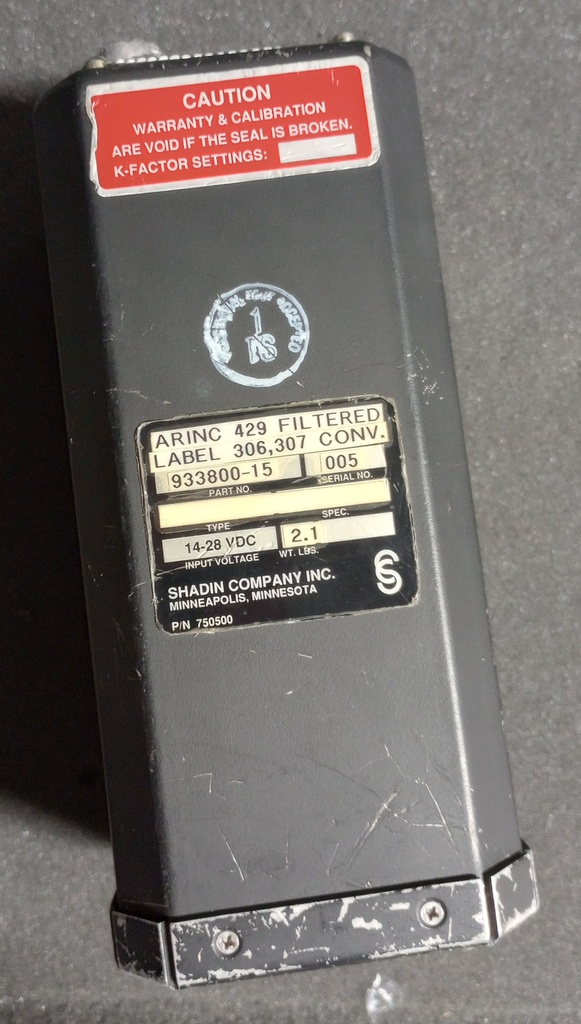 CAUTION
WARRANTY & CALIBRATION
ARE VOID IF THE SEAL IS BROKEN.
K-FACTOR SETTINGS:
1
DS
ARINC 429 FILTERED
LABEL 306,307 CONV.
933800-15 005
PART NO. SERIAL NO.
TYPE SPEC.
14-28 VDC 2.1
INPUT VOLTAGE WT. LBS.
SHADIN COMPANY INC.
MINNEAPOLIS, MINNESOTA
P/N 750500